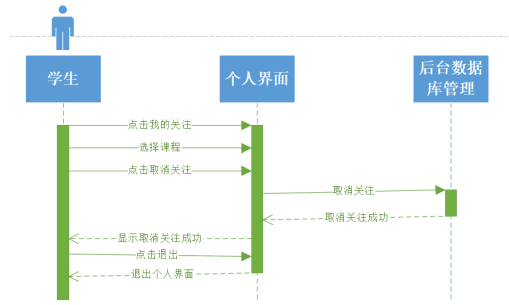 学生
个人界面
后台数据
库管理
点击我的关注
选择课程
点击取消关注
取消关注
取消关注成功
显示取消关注成功
点击退出
退出个人界面